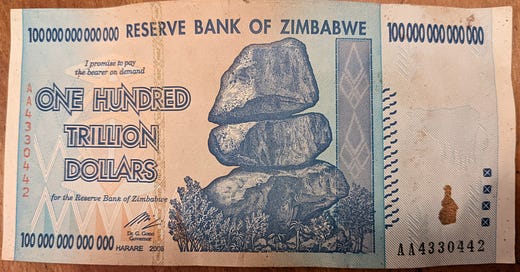 100 000 000 000 000 RESERVE BANK OF ZIMBABWE 100 000 000 000 000
I promise to pay
the bearer on demand
ONE HUNDRED
TRILLION
DOLLARS
for the Reserve Bank of Zimbabwe
Dr. G. Gono
Governor
100 000 000 000 000 HARARE 2008
AA4330442
AA4330442